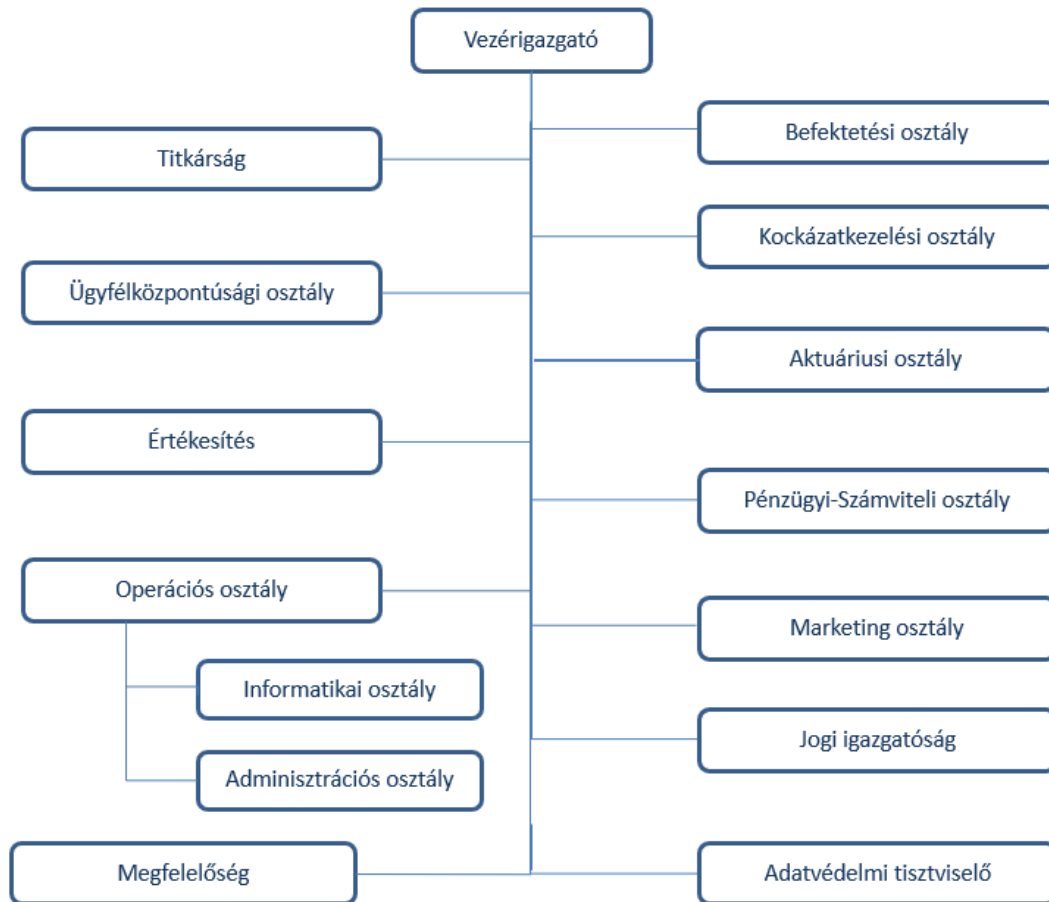 Vezérigazgató
Titkárság
Ügyfélközpontúsági osztály
Értékesítés
Operációs osztály
Informatikai osztály
Adminisztrációs osztály
Megfelelőség
Befektetési osztály
Kockázatkezelési osztály
Aktuáriusi osztály
Pénzügyi-Számviteli osztály
Marketing osztály
Jogi igazgatóság
Adatvédelmi tisztviselő